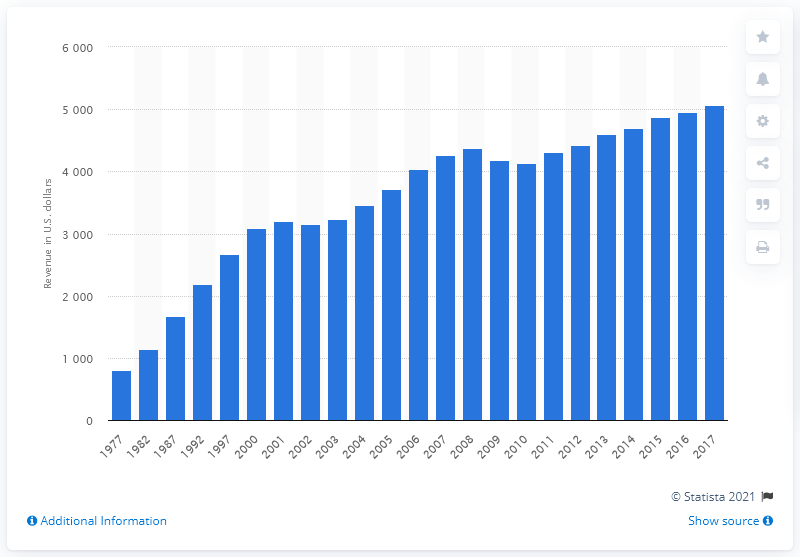 6 000
5 000
4 000
3 000
2 000
1 000
0
Revenue in U.S. dollars
1977 1982 1987 1992 1997 2000 2001 2002 2003 2004 2005 2006 2007 2008 2009 2010 2011 2012 2013 2014 2015 2016 2017
© Statista 2021
Additional Information
Show source